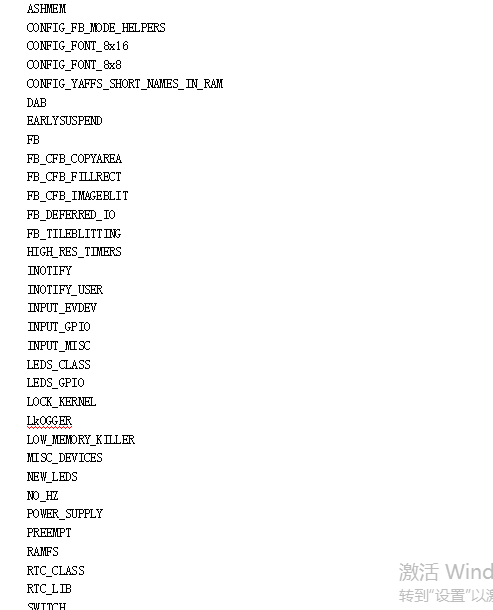 ASHMEM
CONFIG_FB_MODE_HELPERS
CONFIG_FONT_8x16
CONFIG_FONT_8x8
CONFIG_YAFFS_SHORT_NAMES_IN_RAM
DAB
EARLYSUSPEND
FB
FB_CFB_COPYAREA
FB_CFB_FILLRECT
FB_CFB_IMAGEBLIT
FB_DEFERRED_IO
FB_TILEBLITTING
HIGH_RES_TIMERS
INOTIFY
INOTIFY_USER
INPUT_EVDEV
INPUT_GPIO
INPUT_MISC
LEDS_CLASS
LEDS_GPIO
LOCK_KERNEL
LkOGGER
LOW_MEMORY_KILLER
MISC_DEVICES
NEW_LEDS
NO_HZ
POWER_SUPPLY
PREEMPT
RAMFS
RTC_CLASS
RTC_LIB
SWITCH
激活 Wind
转到“设置”以激